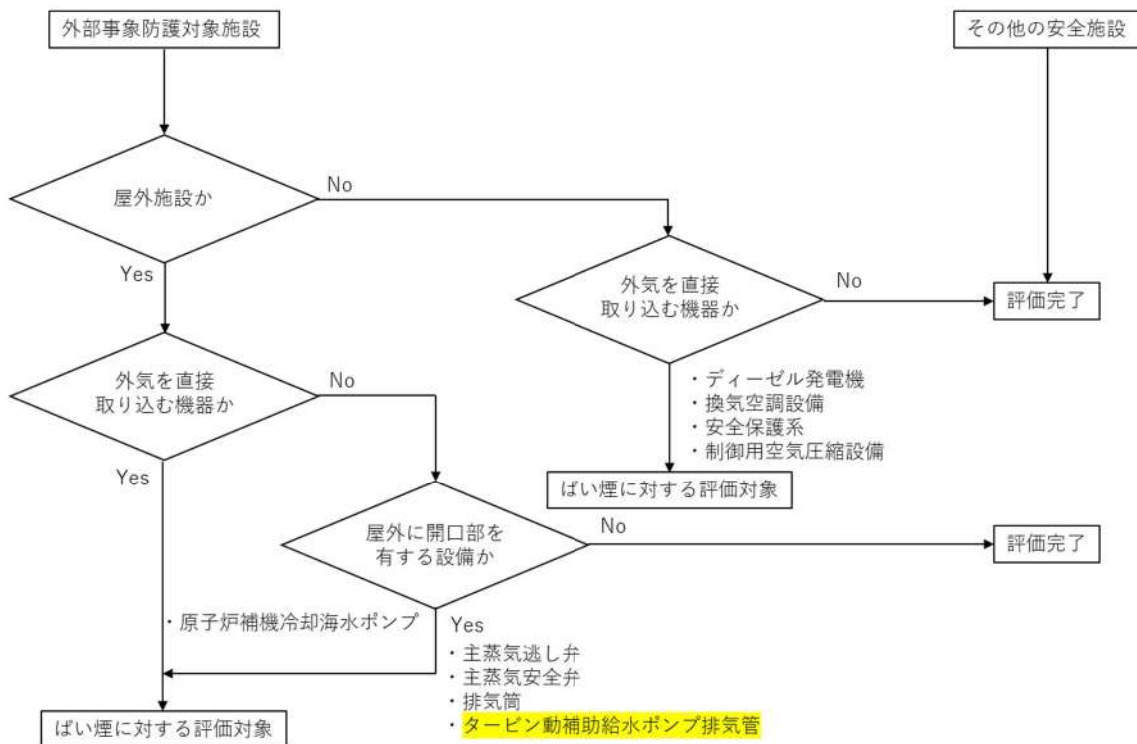 外部事象防護対象施設
その他の安全施設
屋外施設か
No
Yes
外気を直接
取り込む機器か
No
評価完了
外気を直接
取り込む機器か
No
Yes
・ディーゼル発電機
・換気空調設備
・安全保護系
・制御用空気圧縮設備
ばい煙に対する評価対象
屋外に開口部を
有する設備か
No
評価完了
・原子炉補機冷却海水ポンプ
Yes
・主蒸気逃し弁
・主蒸気安全弁
・排気筒
・タービン動補助給水ポンプ排気管
ばい煙に対する評価対象